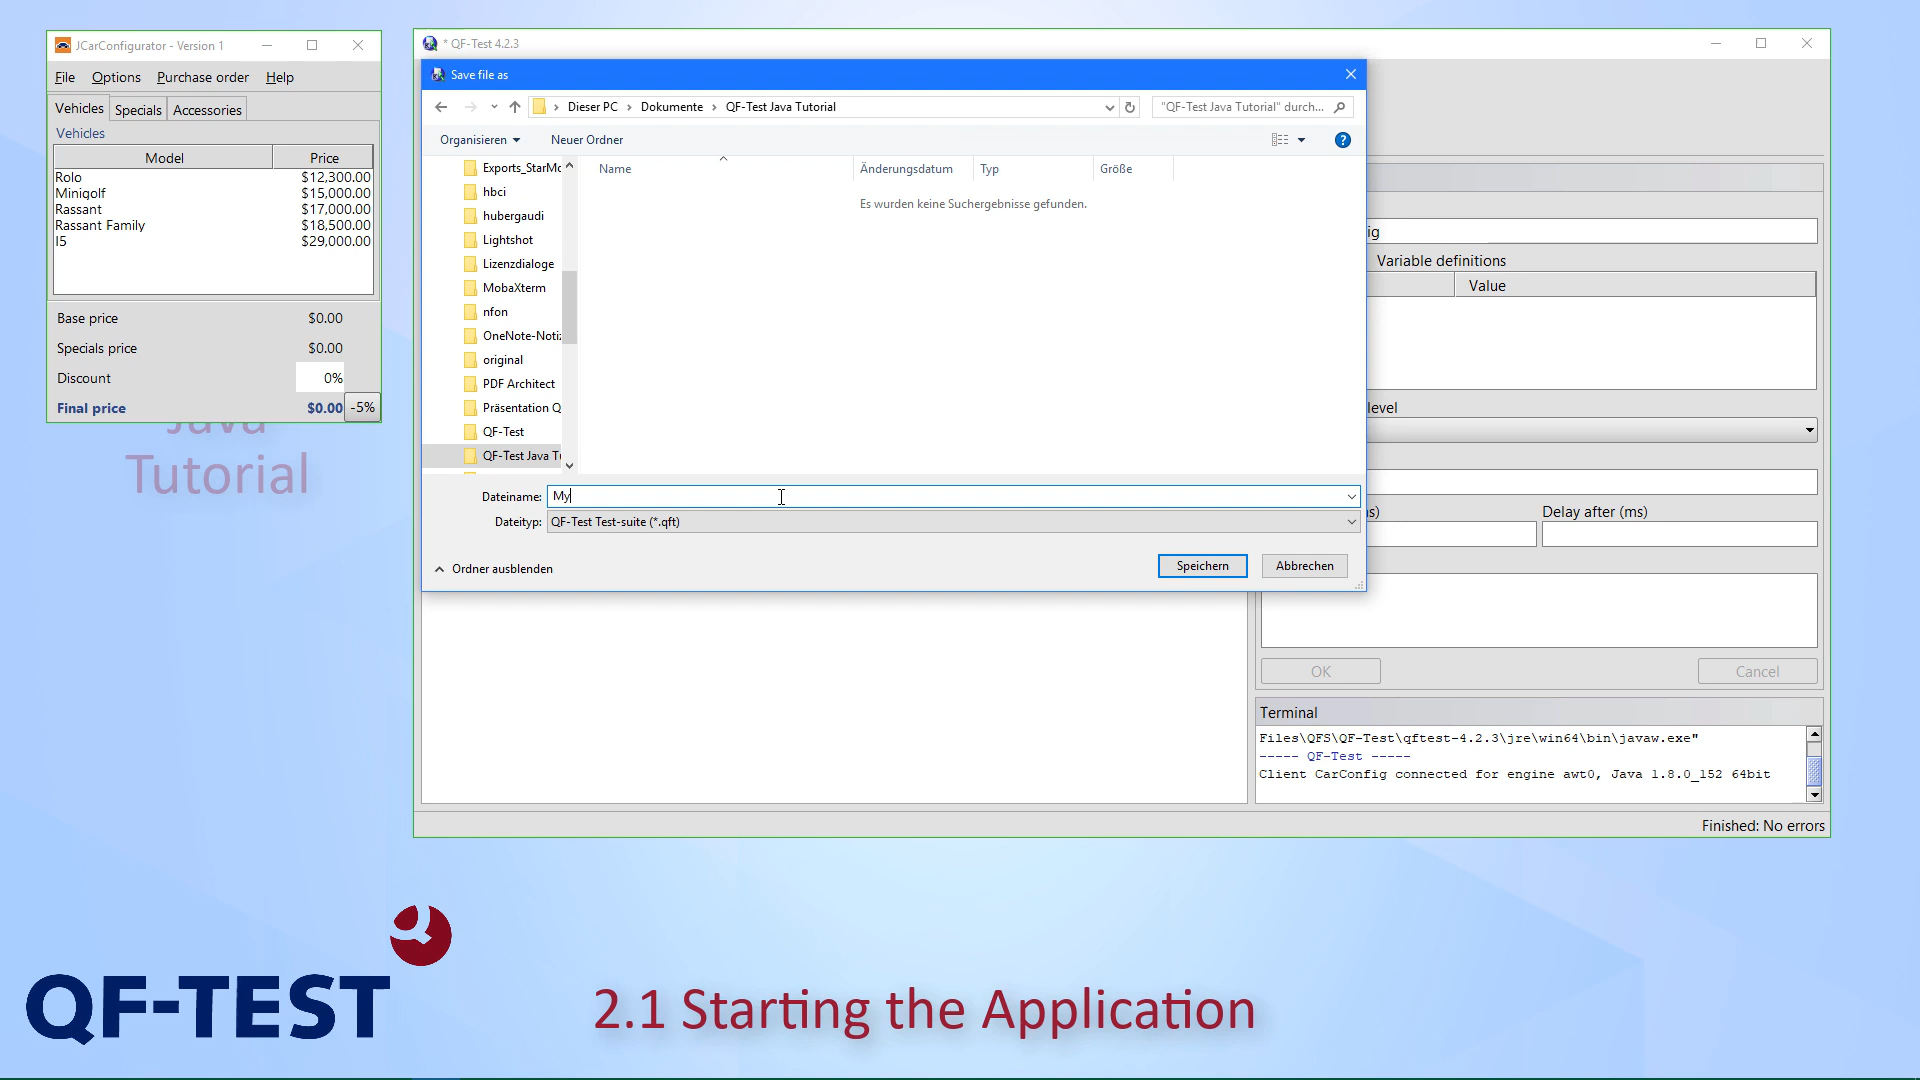 JCarConfigurator - Version 1
File Options Purchase order Help
Vehicles Specials Accessories
Vehicles
Model Price
Rolo $12,300.00
Minigolf $15,000.00
Rassant $17,000.00
Rassant Family $18,500.00
I5 $29,000.00
Base price $0.00
Specials price $0.00
Discount 0%
Final price $0.00 -5%
Java
Tutorial
* QF-Test 4.2.3
Save file as
Dieser PC Dokumente QF-Test Java Tutorial
"QF-Test Java Tutorial" durch...
Organisieren Neuer Ordner
Exports_StarMo
hbci
hubergaudi
Lightshot
Lizenzdialoge
MobaXterm
nfon
OneNote-Notiz
original
PDF Architect
Präsentation Q
QF-Test
QF-Test Java Tu
Name Änderungsdatum Typ Größe
Es wurden keine Suchergebnisse gefunden.
Dateiname: My
Dateityp: QF-Test Test-suite (*.qft)
Ordner ausblenden
Speichern Abbrechen
ig
Variable definitions
Value
level
s) Delay after (ms)
OK Cancel
Terminal
Files\QFS\QF-Test\qftest-4.2.3\jre\win64\bin\javaw.exe"
----- QF-Test -----
Client CarConfig connected for engine awt0, Java 1.8.0_152 64bit
Finished: No errors
QF-TEST
2.1 Starting the Application